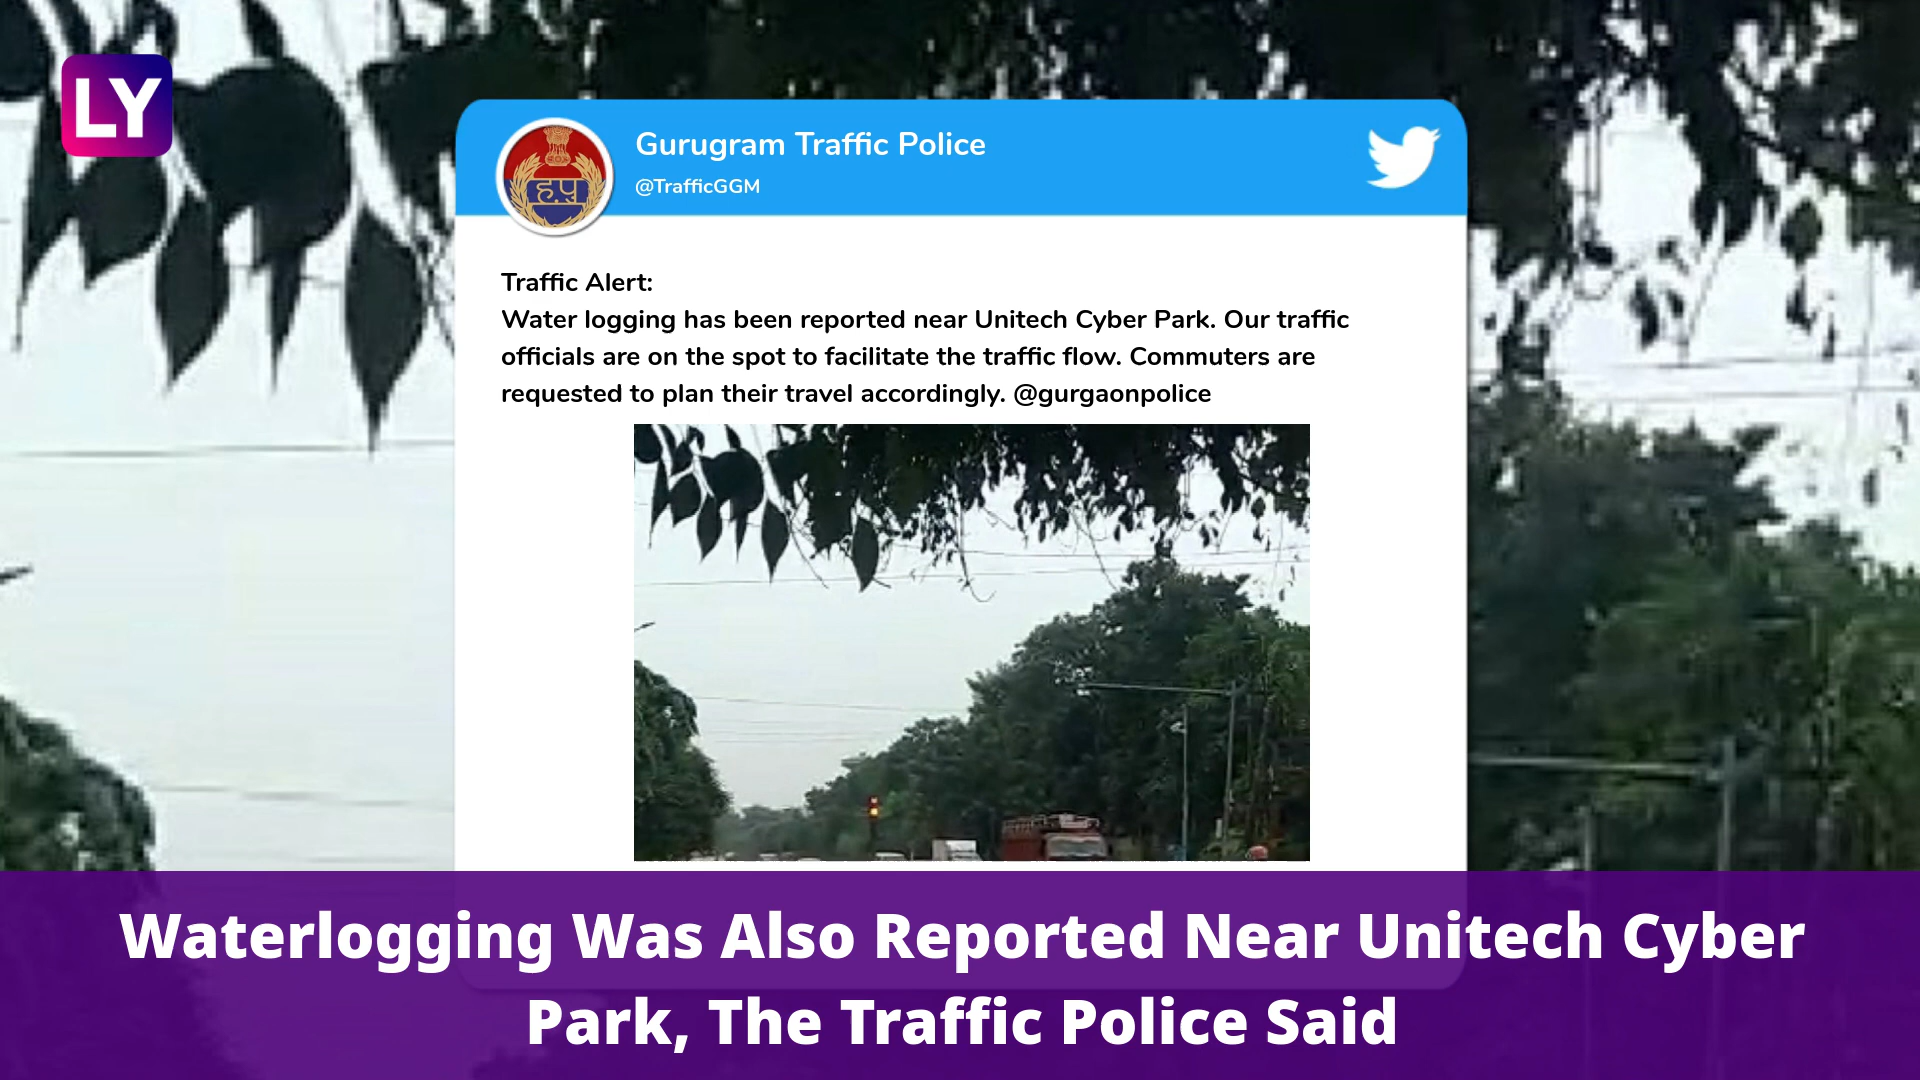 LY
Gurugram Traffic Police
@TrafficGGM
ह.पु
Traffic Alert:
Water logging has been reported near Unitech Cyber Park. Our traffic
officials are on the spot to facilitate the traffic flow. Commuters are
requested to plan their travel accordingly. @gurgaonpolice
Waterlogging Was Also Reported Near Unitech Cyber
Park, The Traffic Police Said